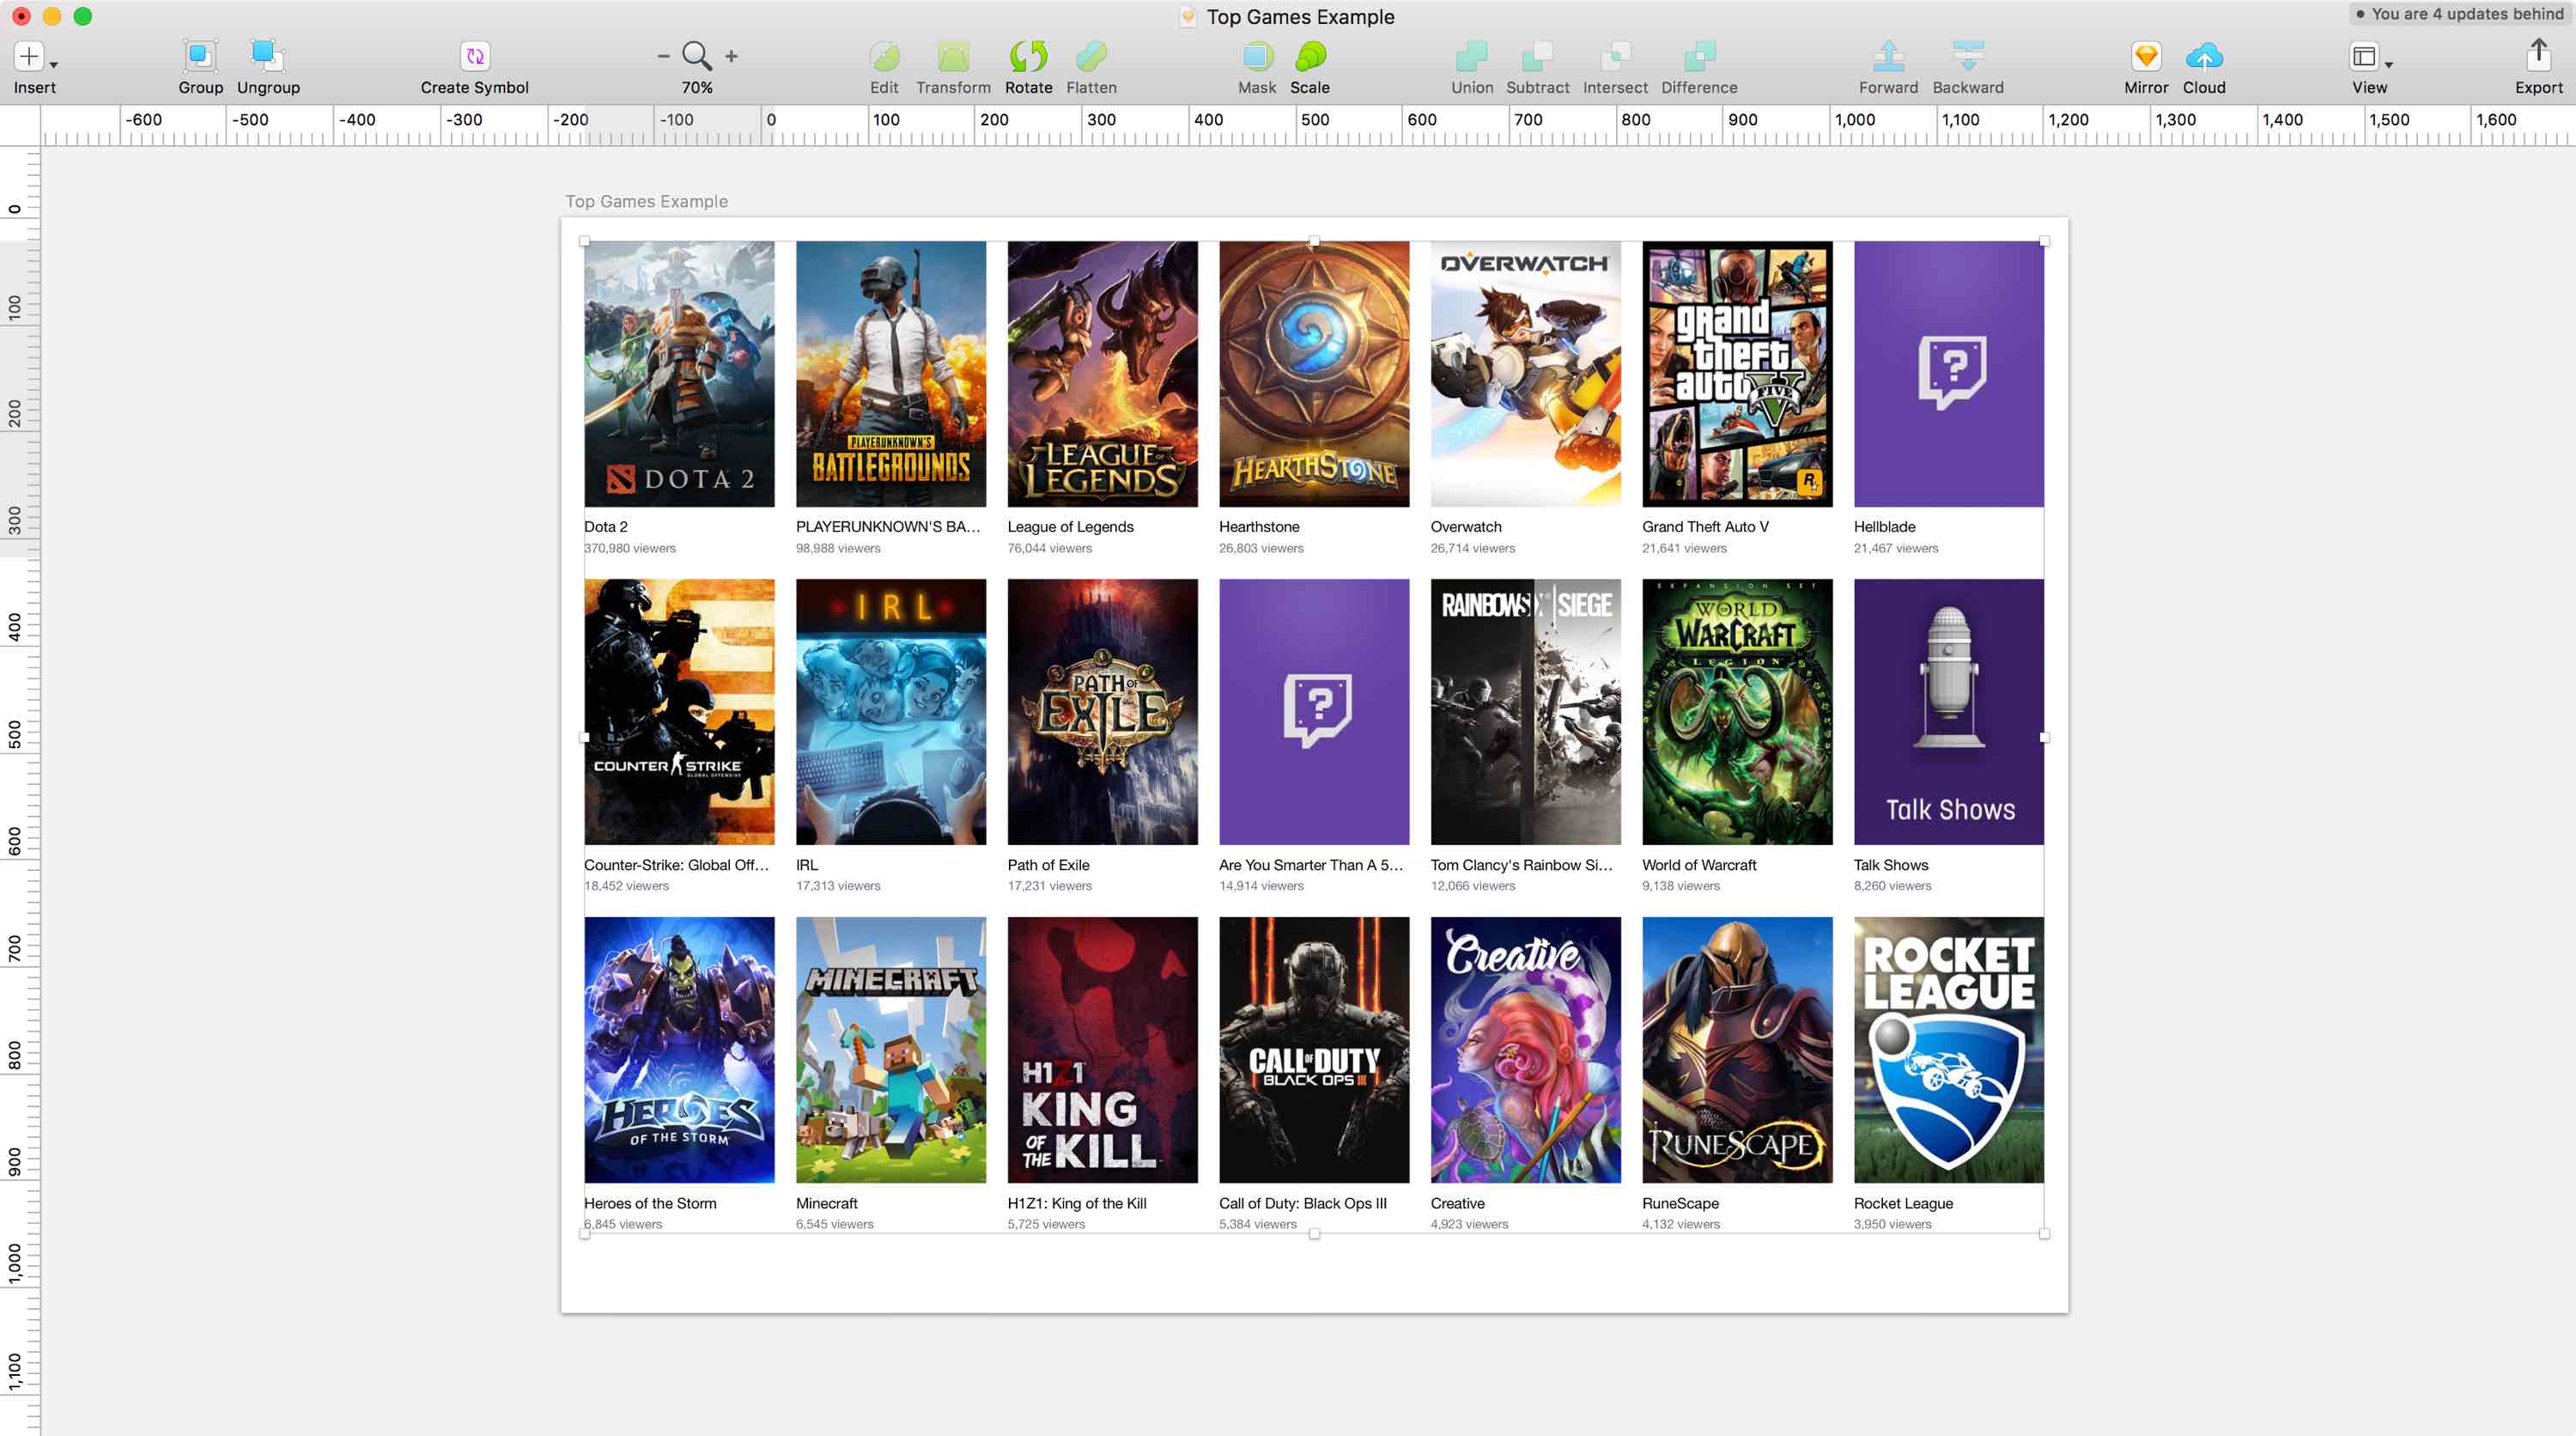 Top Games Example
● You are 4 updates behind
Insert
Group
Ungroup
Create Symbol
70%
Edit
Transform
Rotate
Flatten
Mask
Scale
Union
Subtract
Intersect
Difference
Forward
Backward
Mirror
Cloud
View
Export
-600 -500 -400 -300 -200 -100 0 100 200 300 400 500 600 700 800 900 1,000 1,100 1,200 1,300 1,400 1,500 1,600
0
100
200
300
400
500
600
700
800
900
1,000
1,100
Top Games Example
DOTA 2
PLAYERUNKNOWN'S
BATTLEGROUNDS
LEAGUE OF
LEGENDS
HEARTHSTONE
OVERWATCH
grand
theft
auto
V
FIVE
R
?
Dota 2
370,980 viewers
PLAYERUNKNOWN'S BA...
98,988 viewers
League of Legends
76,044 viewers
Hearthstone
26,803 viewers
Overwatch
26,714 viewers
Grand Theft Auto V
21,641 viewers
Hellblade
21,467 viewers
COUNTER STRIKE
GLOBAL OFFENSIVE
IRL
PATH OF
EXILE
?
RAINBOWSIX SIEGE
EXPANSION SET
WORLD
OF
WARCRAFT
LEGION
Talk Shows
Counter-Strike: Global Off...
18,452 viewers
IRL
17,313 viewers
Path of Exile
17,231 viewers
Are You Smarter Than A 5...
14,914 viewers
Tom Clancy's Rainbow Si...
12,066 viewers
World of Warcraft
9,138 viewers
Talk Shows
8,260 viewers
HEROES
OF THE STORM
MINECRAFT
H1Z1
KING
OF
THE KILL
CALL OF DUTY
BLACK OPS III
Creative
RUNESCAPE
ROCKET
LEAGUE
Heroes of the Storm
6,845 viewers
Minecraft
6,545 viewers
H1Z1: King of the Kill
5,725 viewers
Call of Duty: Black Ops III
5,384 viewers
Creative
4,923 viewers
RuneScape
4,132 viewers
Rocket League
3,950 viewers